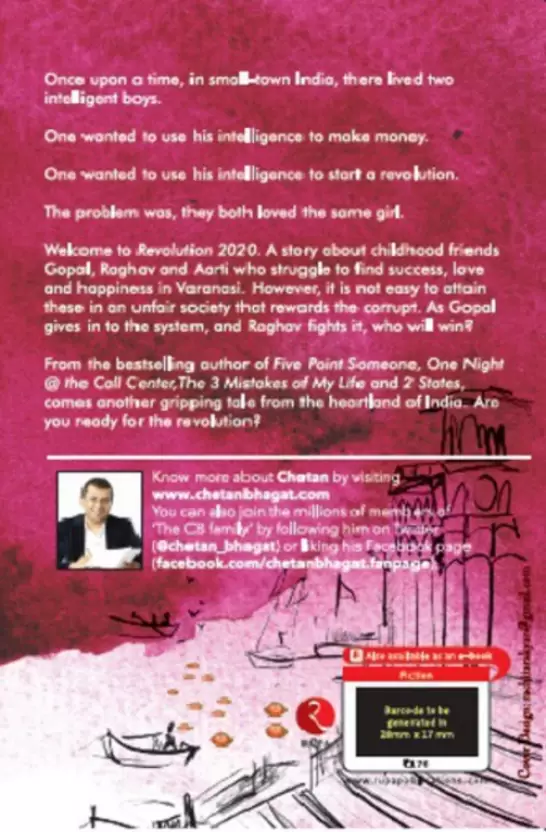 Once upon a time, in small-town India, there lived two
intelligent boys.
One wanted to use his intelligence to make money.
One wanted to use his intelligence to start a revolution.
The problem was, they both loved the same girl.
Welcome to Revolution 2020. A story about childhood friends
Gopal, Raghav and Aarti who struggle to find success, love
and happiness in Varanasi. However, it is not easy to attain
these in an unfair society that rewards the corrupt. As Gopal
gives in to the system, and Raghav fights it, who will win?
From the bestselling author of Five Point Someone, One Night
@ the Call Center,The 3 Mistakes of My Life and 2 States,
comes another gripping tale from the heartland of India. Are
you ready for the revolution?
Know more about Chetan by visiting
www.chetanbhagat.com
You can also join the millions of members of
'The CB family' by following him on Twitter
(@chetan_bhagat) or liking his Facebook page
(facebook.com/chetanbhagat.fanpage)
Also available as an e-book
Fiction
Barcode to be
generated in
28mm x 17 mm
www.rupapublications.com
Cover Design: